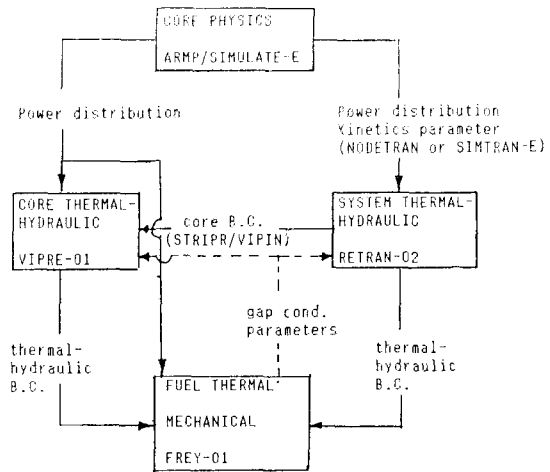 CORE PHYSICS
ARMP/SIMULATE-E
Power distribution
Power distribution
Kinetics parameter
(NODETRAN or SIMTRAN-E)
CORE THERMAL-
HYDRAULIC
VIPRE-01
core B.C.
(STRIPR/VIPIN)
SYSTEM THERMAL-
HYDRAULIC
RETRAN-02
gap cond.
parameters
thermal-
hydraulic
B.C.
thermal-
hydraulic
B.C.
FUEL THERMAL
MECHANICAL
FREY-01